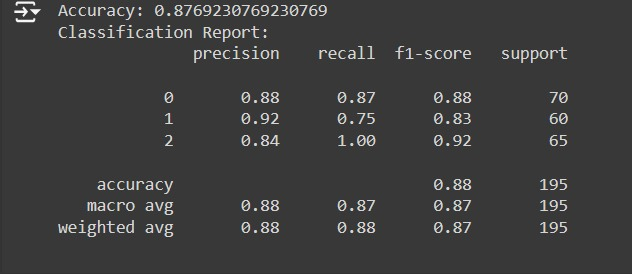 Accuracy: 0.8769230769230769
Classification Report:
precision recall f1-score support
0 0.88 0.87 0.88 70
1 0.92 0.75 0.83 60
2 0.84 1.00 0.92 65
accuracy 0.88 195
macro avg 0.88 0.87 0.87 195
weighted avg 0.88 0.88 0.87 195